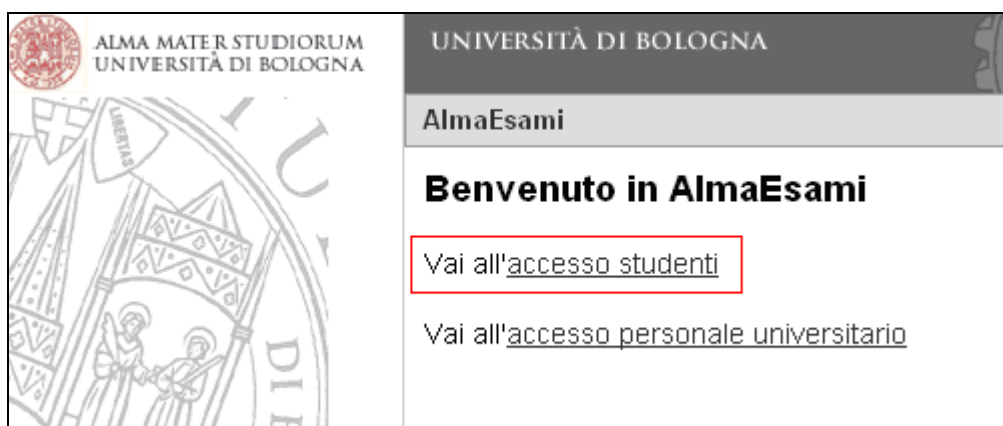 ALMA MATER STUDIORUM
UNIVERSITÀ DI BOLOGNA
UNIVERSITÀ DI BOLOGNA
AlmaEsami
Benvenuto in AlmaEsami
Vai all'accesso studenti
Vai all'accesso personale universitario
LIBERTAS